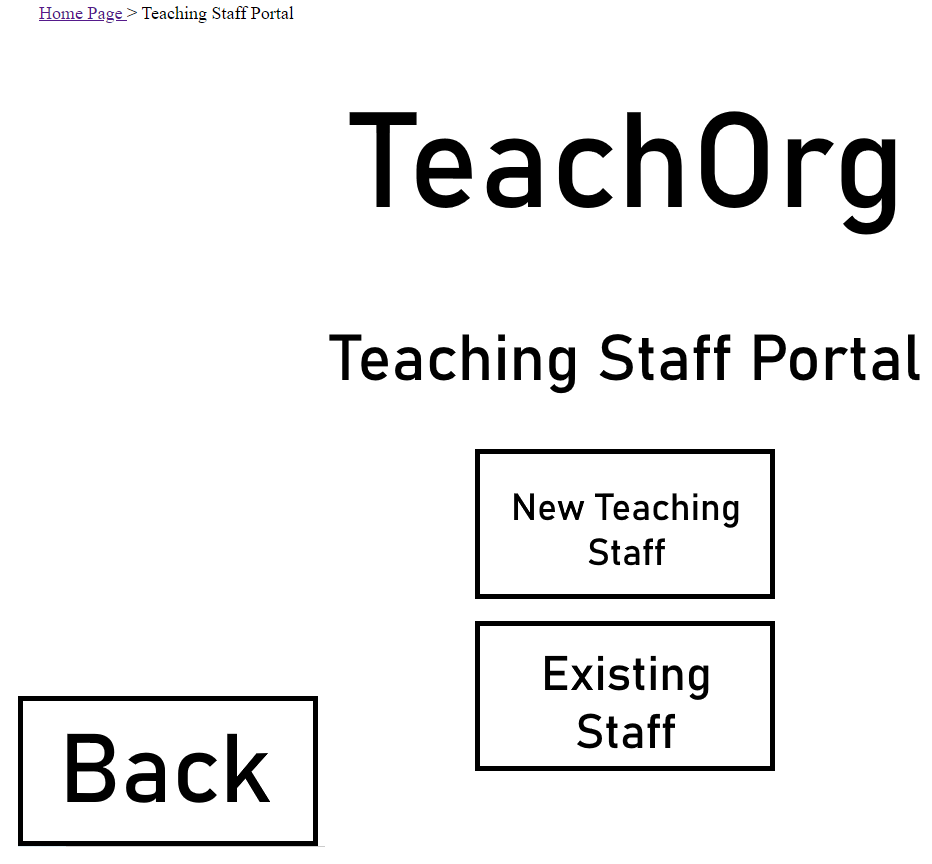 Home Page > Teaching Staff Portal
TeachOrg
Teaching Staff Portal
New Teaching
Staff
Existing
Staff
Back